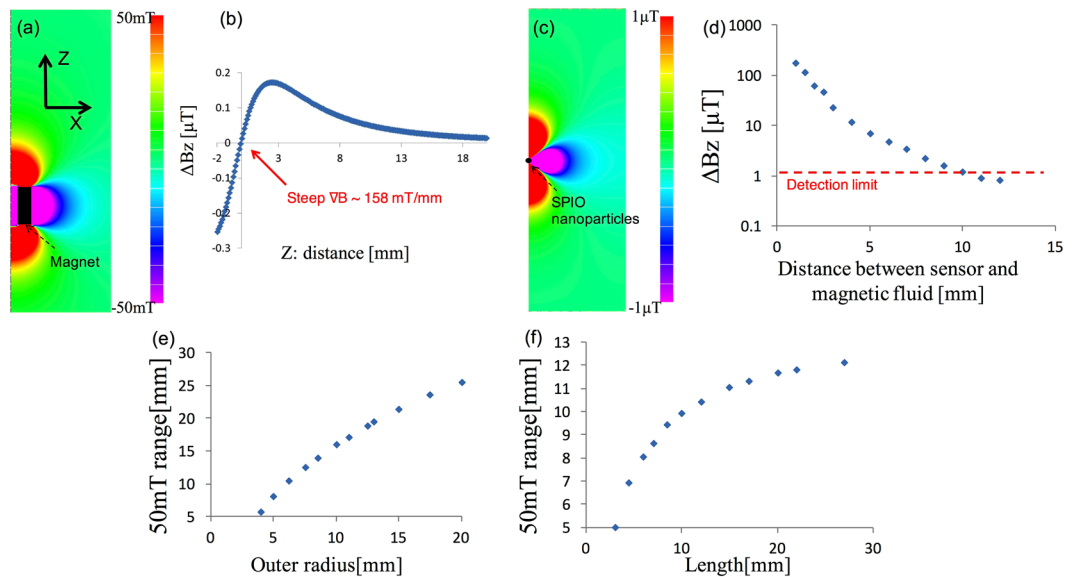 (a)
50mT
Z
X
Magnet
-50mT
(b)
ΔBz [μT]
0.2
0.1
0
-0.1
-0.2
-0.3
-2 3 8 13 18
Steep ∇B ~ 158 mT/mm
Z: distance [mm]
(c)
1μT
SPIO
nanoparticles
-1μT
(d)
ΔBz [μT]
1000
100
10
1
0.1
Detection limit
0 5 10 15
Distance between sensor and
magnetic fluid [mm]
(e)
50mT range[mm]
30
25
20
15
10
5
0 5 10 15 20
Outer radius[mm]
(f)
50mT range[mm]
13
12
11
10
9
8
7
6
5
0 10 20 30
Length[mm]